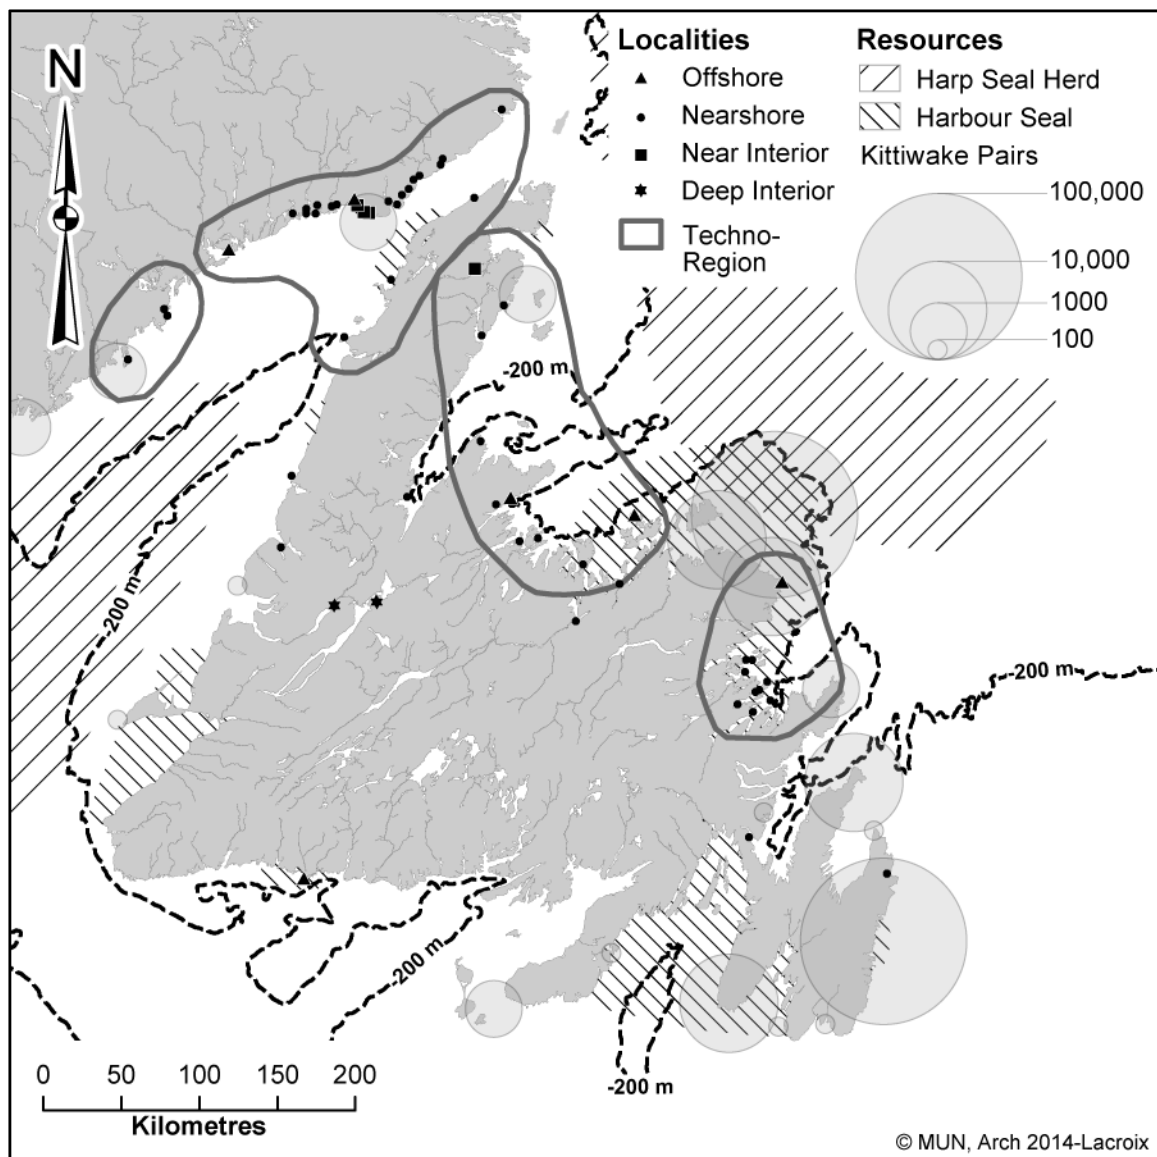 N
Localities
Offshore
Nearshore
Near Interior
Deep Interior
Techno-
Region
Resources
Harp Seal Herd
Harbour Seal
Kittiwake Pairs
100,000
10,000
1000
100
-200 m
-200 m
-200 m
-200 m
-200 m
0 50 100 150 200
Kilometres
© MUN, Arch 2014-Lacroix